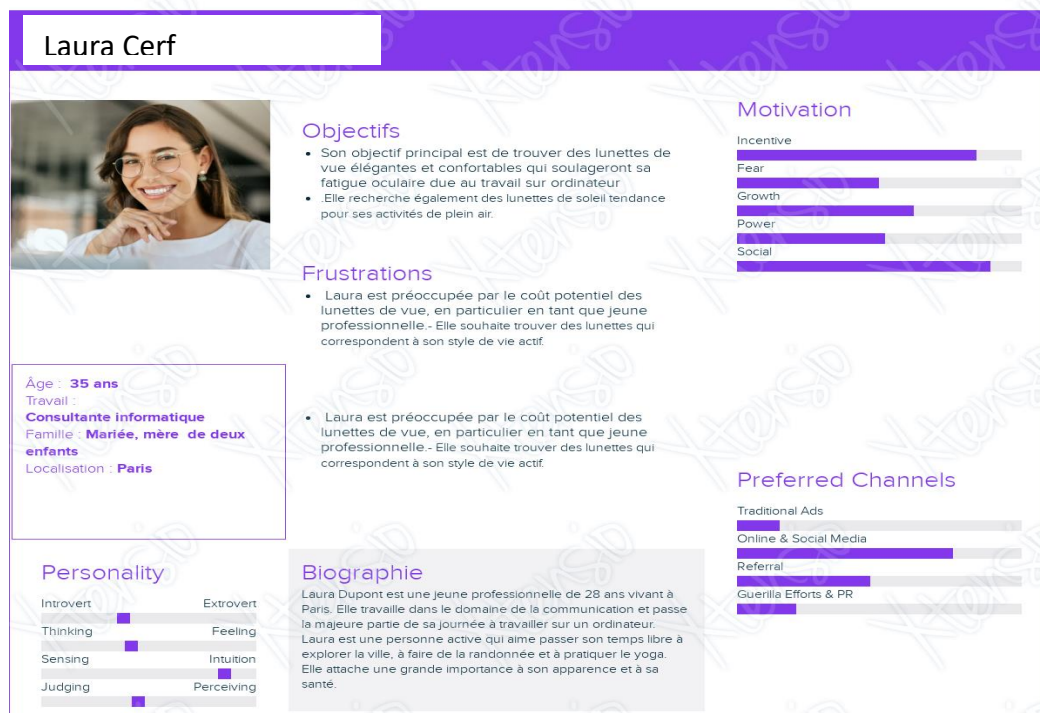 Laura Cerf
Objectifs
• Son objectif principal est de trouver des lunettes de
vue élégantes et confortables qui soulageront sa
fatigue oculaire due au travail sur ordinateur
• .Elle recherche également des lunettes de soleil tendance
pour ses activités de plein air.
Frustrations
• Laura est préoccupée par le coût potentiel des
lunettes de vue, en particulier en tant que jeune
professionnelle.- Elle souhaite trouver des lunettes qui
correspondent à son style de vie actif.
• Laura est préoccupée par le coût potentiel des
lunettes de vue, en particulier en tant que jeune
professionnelle.- Elle souhaite trouver des lunettes qui
correspondent à son style de vie actif.
Motivation
Incentive
Fear
Growth
Power
Social
Âge : 35 ans
Travail :
Consultante informatique
Famille : Mariée, mère de deux
enfants
Localisation : Paris
Preferred Channels
Traditional Ads
Online & Social Media
Referral
Guerilla Efforts & PR
Personality
Introvert Extrovert
Thinking Feeling
Sensing Intuition
Judging Perceiving
Biographie
Laura Dupont est une jeune professionnelle de 28 ans vivant à
Paris. Elle travaille dans le domaine de la communication et passe
la majeure partie de sa journée à travailler sur un ordinateur.
Laura est une personne active qui aime passer son temps libre à
explorer la ville, à faire de la randonnée et à pratiquer le yoga.
Elle attache une grande importance à son apparence et à sa
santé.